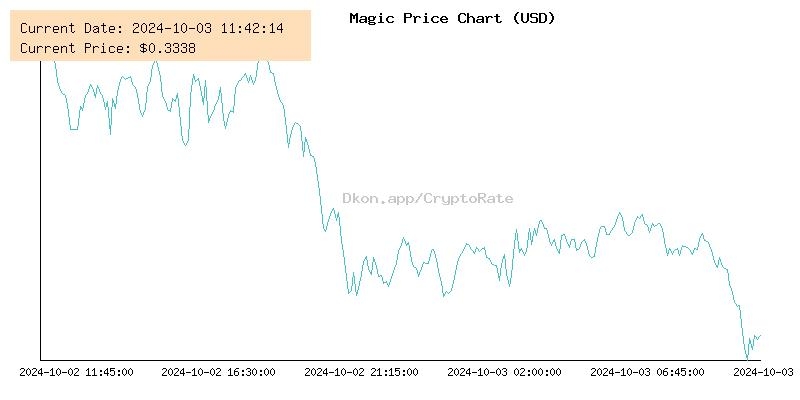 Magic Price Chart (USD)
Current Date: 2024-10-03 11:42:14
Current Price: $0.3338
Dkon.app/CryptoRate
2024-10-02 11:45:00 2024-10-02 16:30:00 2024-10-02 21:15:00 2024-10-03 02:00:00 2024-10-03 06:45:00 2024-10-03